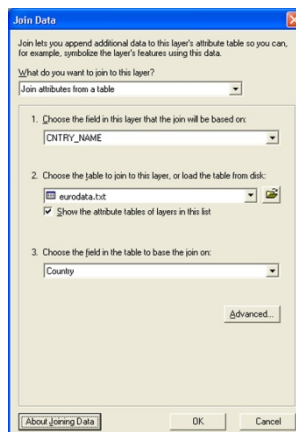 Join Data
Join lets you append additional data to this layer's attribute table so you can,
for example, symbolize the layer's features using this data.
What do you want to join to this layer?
Join attributes from a table
1. Choose the field in this layer that the join will be based on:
CNTRY_NAME
2. Choose the table to join to this layer, or load the table from disk:
eurodata.txt
Show the attribute tables of layers in this list
3. Choose the field in the table to base the join on:
Country
Advanced...
About Joining Data OK Cancel